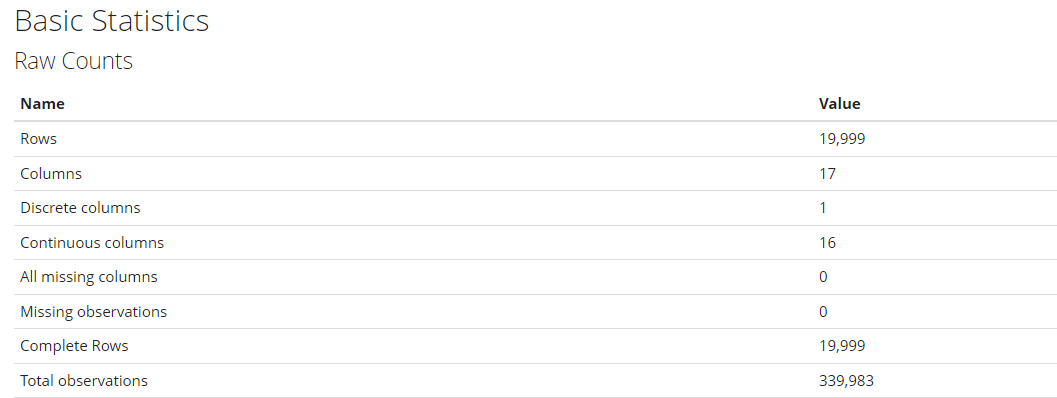 Basic Statistics
Raw Counts
Name Value
Rows 19,999
Columns 17
Discrete columns 1
Continuous columns 16
All missing columns 0
Missing observations 0
Complete Rows 19,999
Total observations 339,983